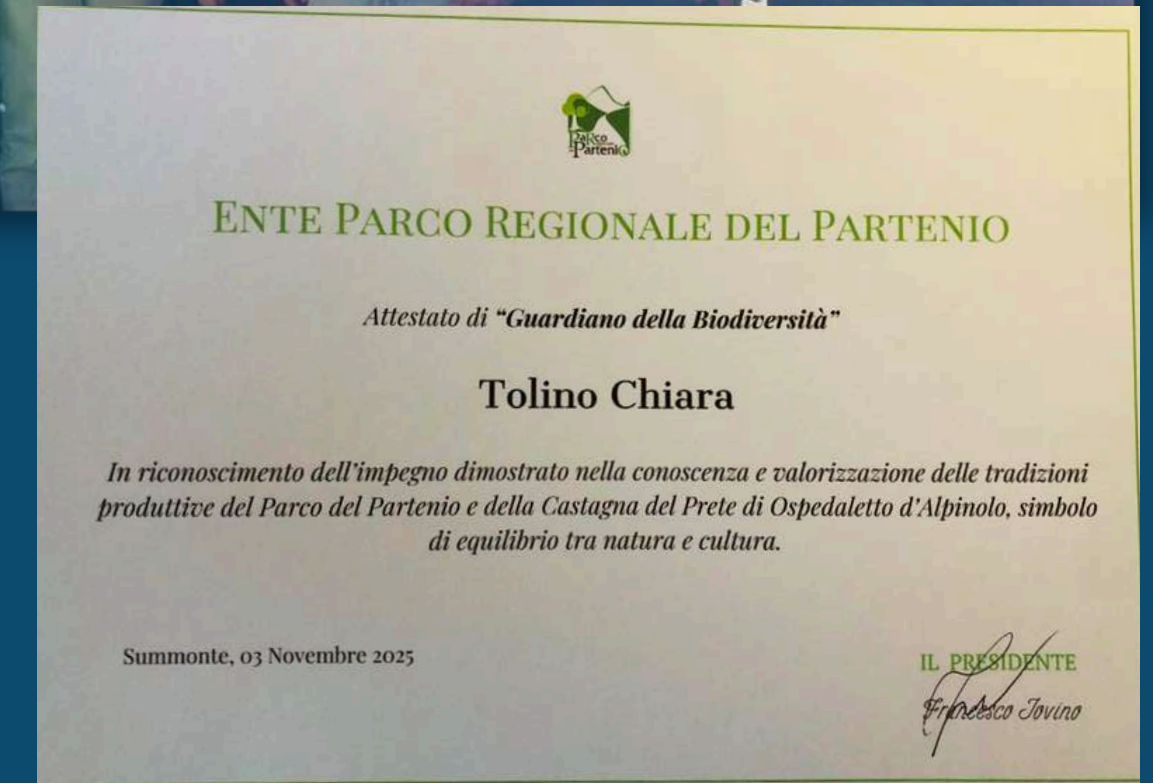 Parco
Partenio
ENTE PARCO REGIONALE DEL PARTENIO
Attestato di “Guardiano della Biodiversità”
Tolino Chiara
In riconoscimento dell’impegno dimostrato nella conoscenza e valorizzazione delle tradizioni
produttive del Parco del Partenio e della Castagna del Prete di Ospedaletto d’Alpinolo, simbolo
di equilibrio tra natura e cultura.
Summonte, 03 Novembre 2025
IL PRESIDENTE
Francesco Iovino